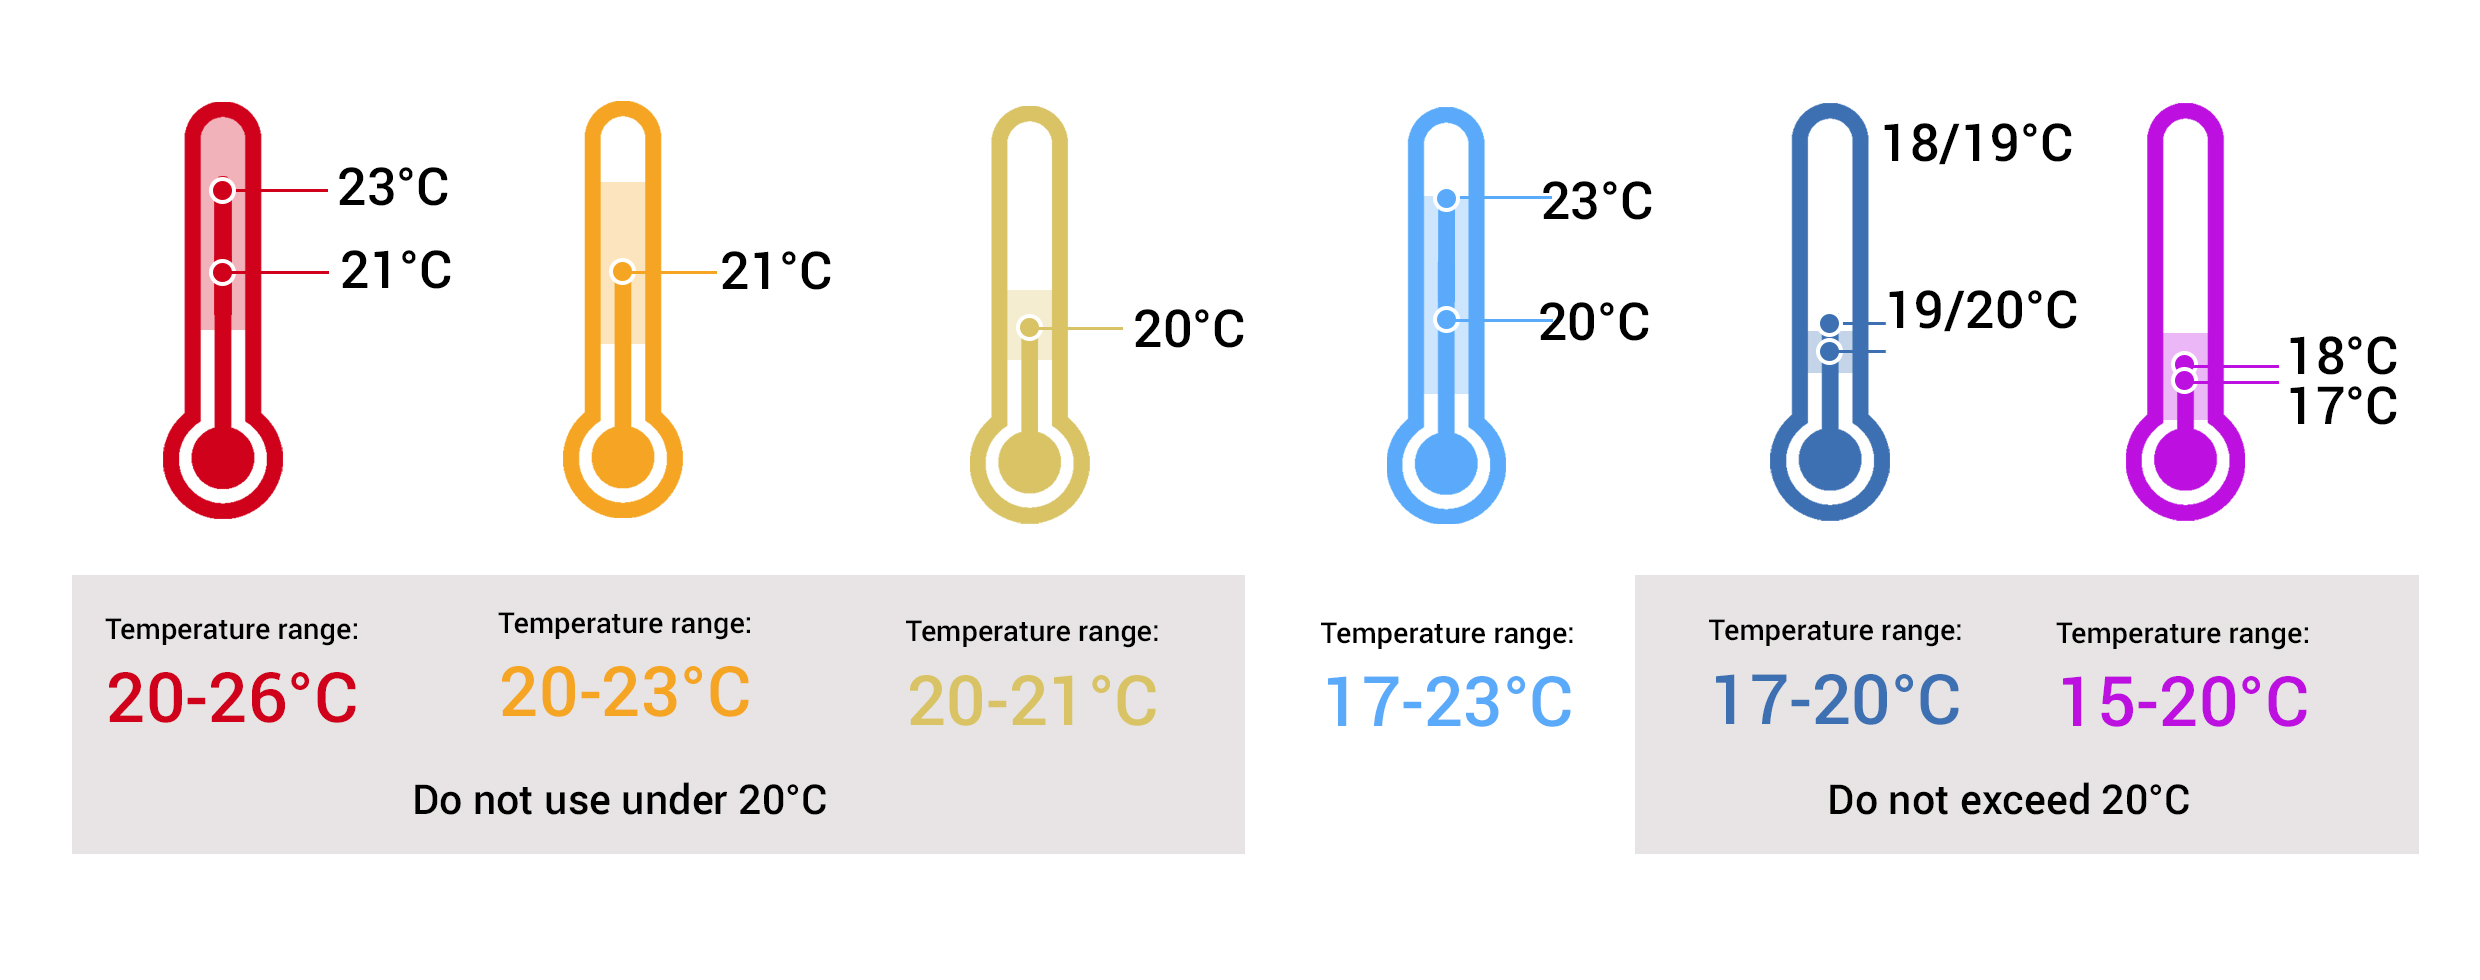 23°C
21°C
21°C
20°C
23°C
20°C
18/19°C
19/20°C
18°C
17°C
Temperature range:
20-26°C
Temperature range:
20-23°C
Temperature range:
20-21°C
Do not use under 20°C
Temperature range:
17-23°C
Temperature range:
17-20°C
Temperature range:
15-20°C
Do not exceed 20°C